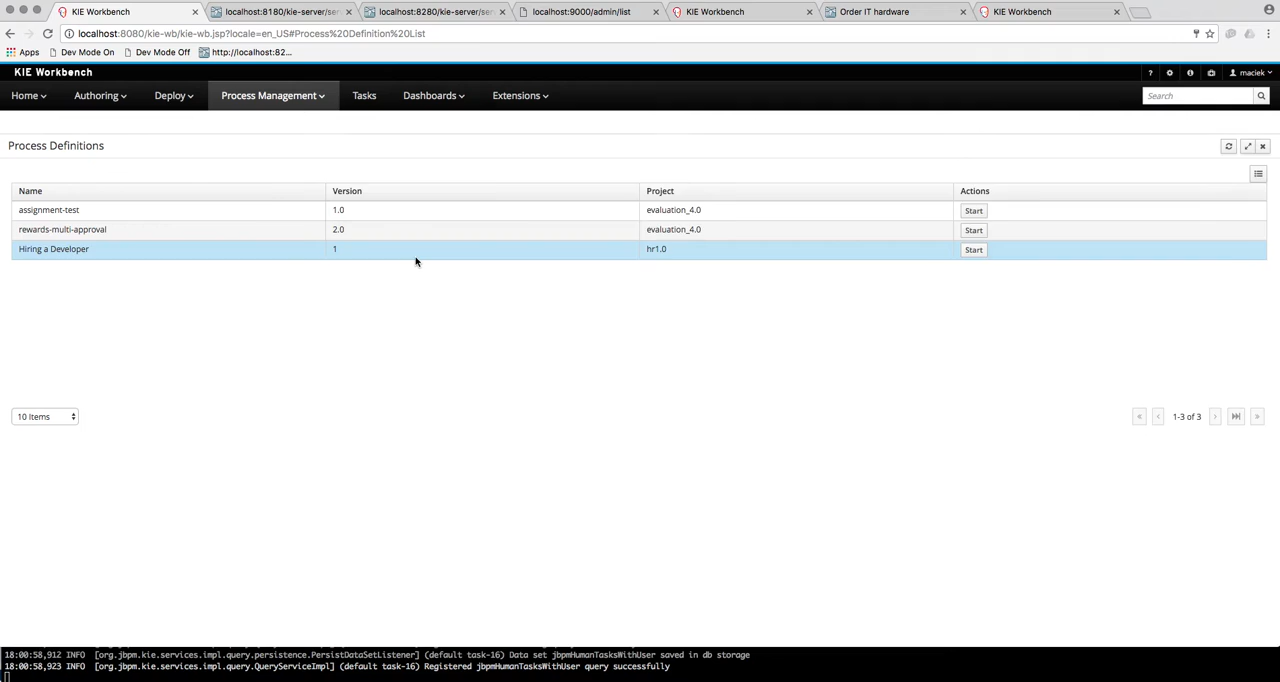 KIE Workbench
localhost:8180/kie-server/ser
localhost:8280/kie-server/ser
localhost:9000/admin/list
KIE Workbench
Order IT hardware
KIE Workbench
localhost:8080/kie-wb/kie-wb.jsp?locale=en_US#Process%20Definition%20List
Apps
Dev Mode On
Dev Mode Off
http://localhost:82...
KIE Workbench
? maciek
Home
Authoring
Deploy
Process Management
Tasks
Dashboards
Extensions
Search
Process Definitions
Name Version Project Actions
assignment-test 1.0 evaluation_4.0 Start
rewards-multi-approval 2.0 evaluation_4.0 Start
Hiring a Developer 1 hr1.0 Start
10 Items
1-3 of 3
18:00:58,912 INFO [org.jbpm.kie.services.impl.query.persistence.PersistDataSetListener] (default task-16) Data set jbpmHumanTasksWithUser saved in db storage
18:00:58,923 INFO [org.jbpm.kie.services.impl.query.QueryServiceImpl] (default task-16) Registered jbpmHumanTasksWithUser query successfully